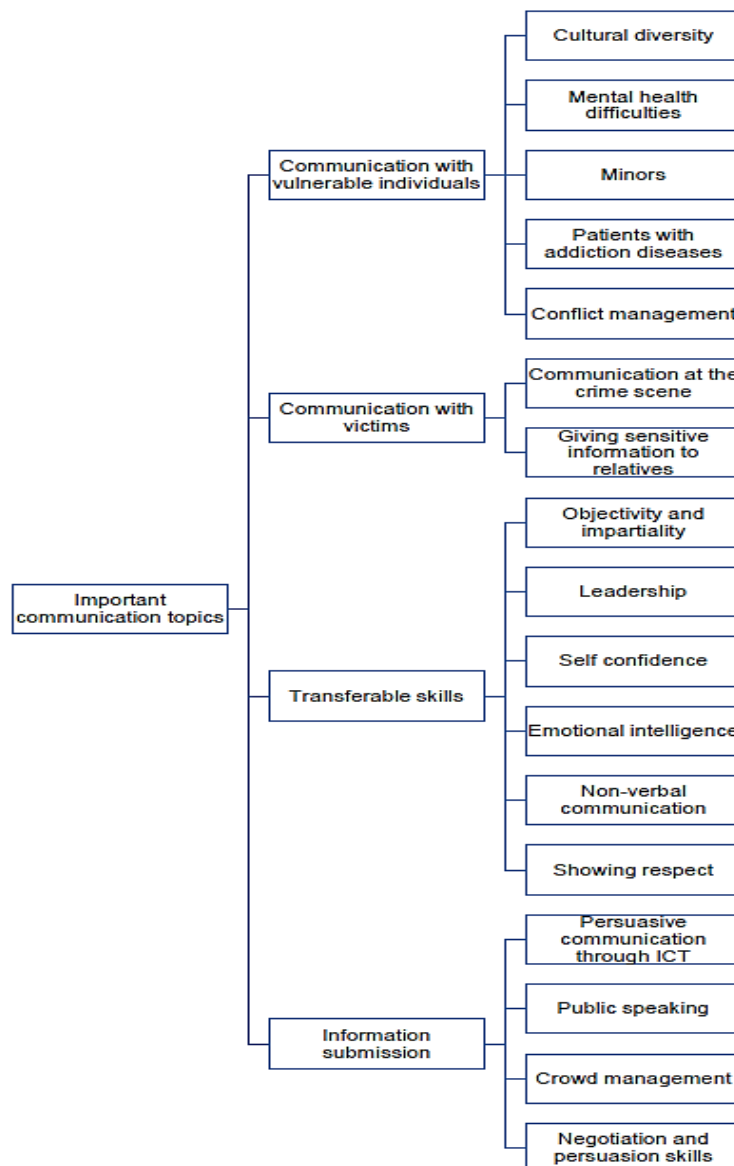 Important
communication topics
Communication with
vulnerable individuals
Cultural diversity
Mental health
difficulties
Minors
Patients with
addiction diseases
Conflict management
Communication with
victims
Communication at the
crime scene
Giving sensitive
information to
relatives
Transferable skills
Objectivity and
impartiality
Leadership
Self confidence
Emotional intelligence
Non-verbal
communication
Showing respect
Information
submission
Persuasive
communication
through ICT
Public speaking
Crowd management
Negotiation and
persuasion skills